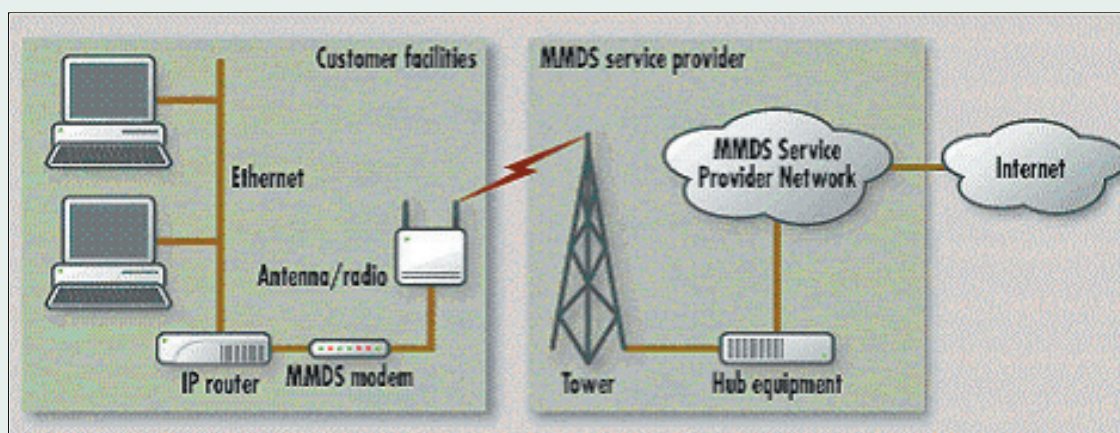 Customer facilities
Ethernet
Antenna/radio
IP router
MMDS modem
MMDS service provider
MMDS Service
Provider Network
Internet
Tower
Hub equipment